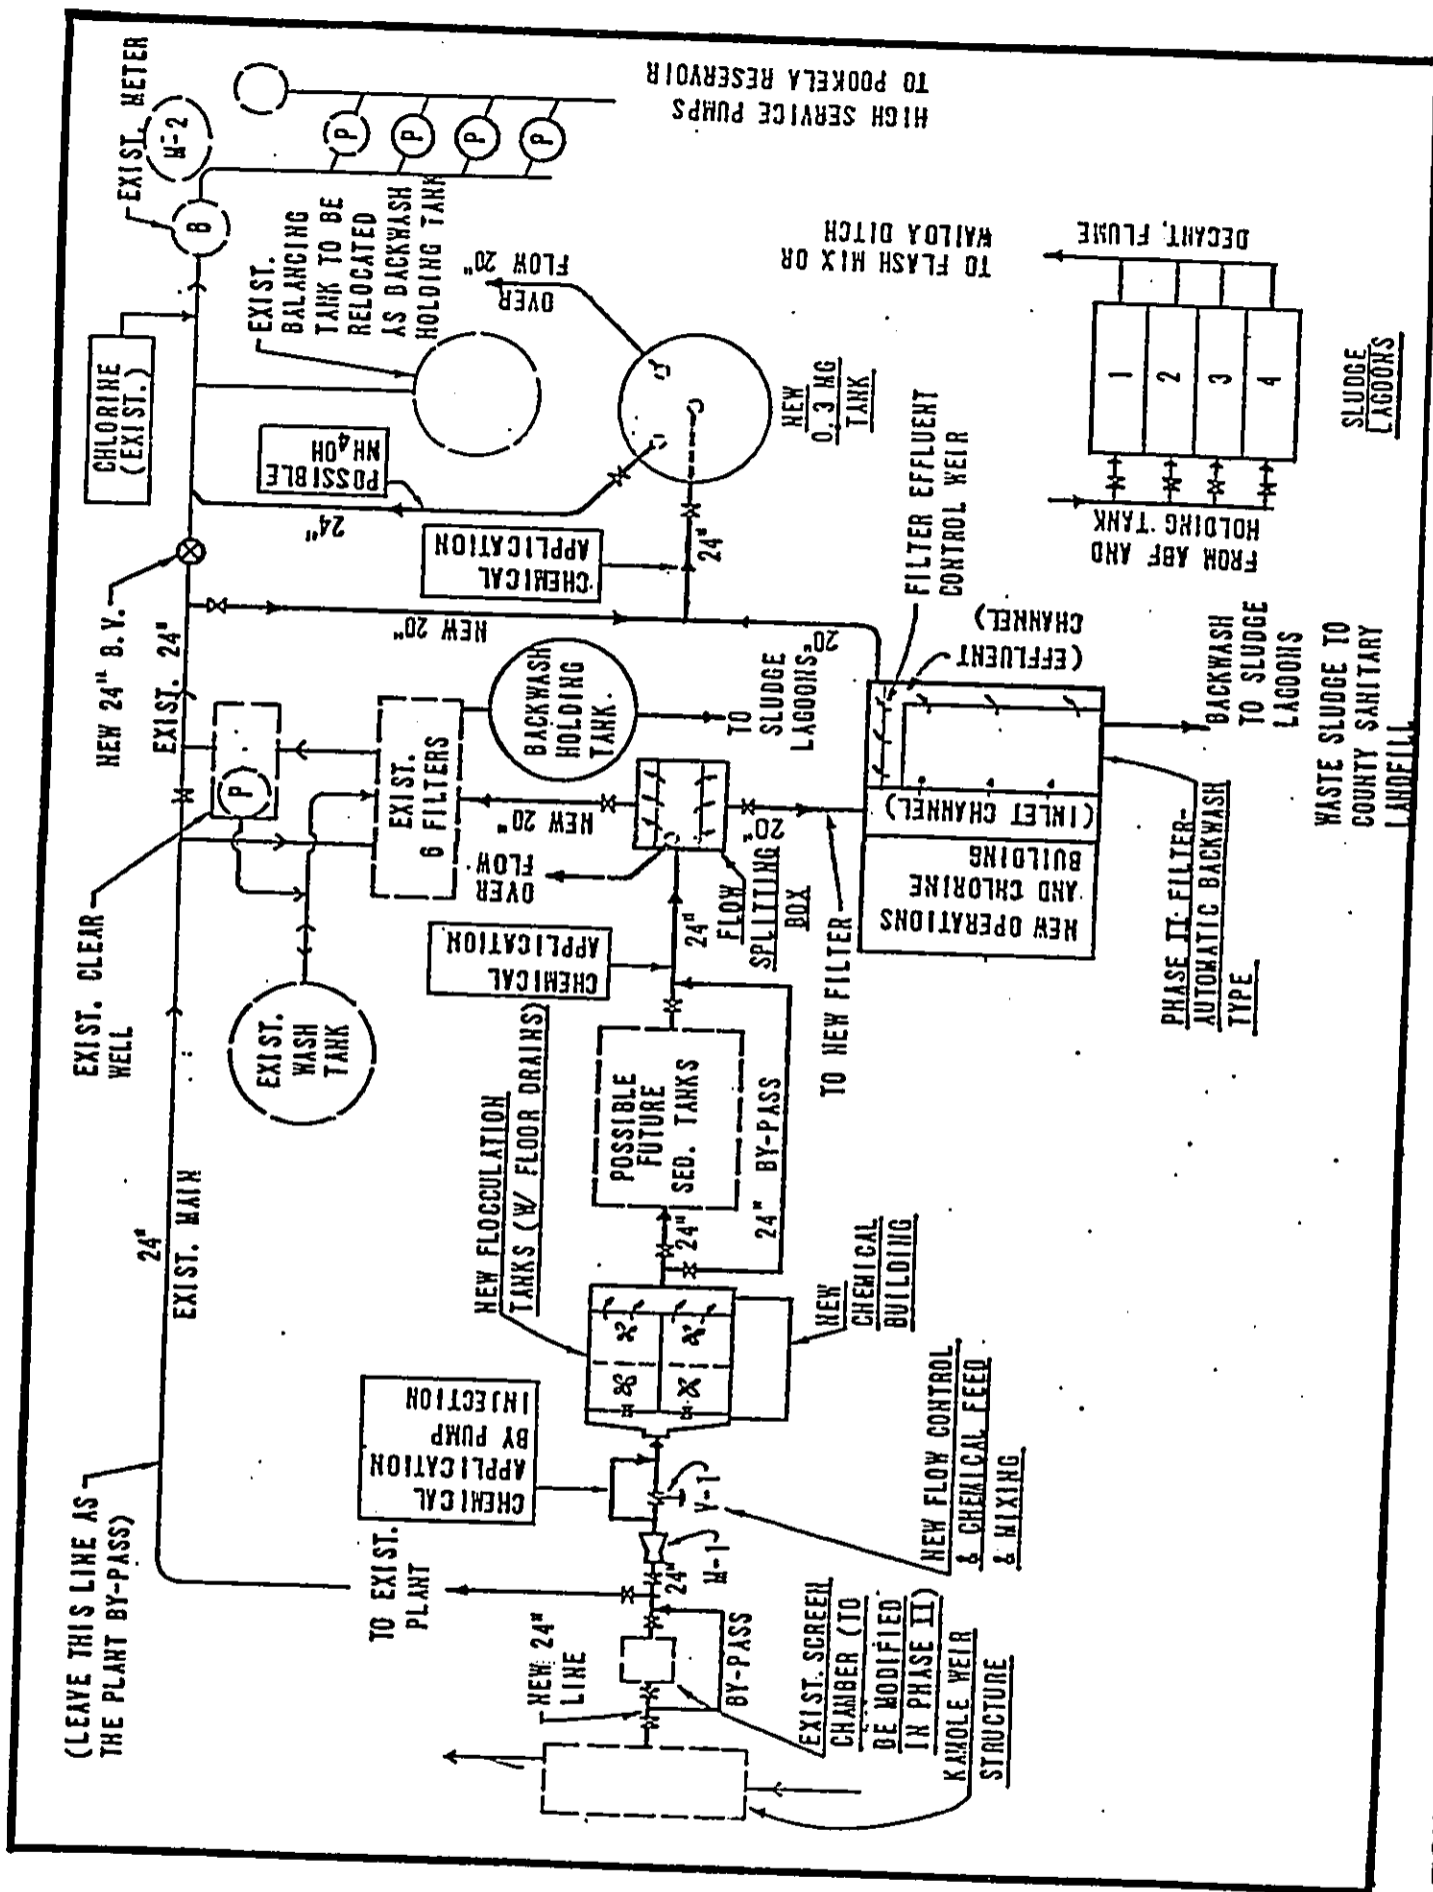 (LEAVE THIS LINE AS
THE PLANT BY-PASS)
24"
EXIST. MAIN
EXIST. CLEAR
WELL
NEW 24" B.V.
EXIST. 24"
CHLORINE
(EXIST.)
EXIST. METER
M-2
B
P
P
P
P
HIGH SERVICE PUMPS
TO POOKELA RESERVOIR
EXIST.
BALANCING
TANK TO BE
RELOCATED
AS BACKWASH
HOLDING TANK
POSSIBLE
NH4OH
24"
P
EXIST.
WASH
TANK
EXIST.
6 FILTERS
BACKWASH
HOLDING
TANK.
TO
SLUDGE
LAGOONS
NEW 20"
NEW 20"
OVER
FLOW
CHEMICAL
APPLICATION
24"
OVER
FLOW 20"
NEW
0.3 MG
TANK
TO EXIST.
PLANT
CHEMICAL
APPLICATION
BY PUMP
INJECTION
NEW FLOCCULATION
TANKS (W/ FLOOR DRAINS)
POSSIBLE
FUTURE
SED. TANKS
CHEMICAL
APPLICATION
24"
FLOW
SPLITTING
BOX
20"
20"
NEW 24"
LINE
BY-PASS
24"
M-1
V-1
24"
24" BY-PASS
NEW
CHEMICAL
BUILDING
TO NEW FILTER
NEW OPERATIONS
AND CHLORINE
BUILDING
(INLET CHANNEL)
(EFFLUENT
CHANNEL)
FILTER EFFLUENT
CONTROL WEIR
EXIST. SCREEN
CHAMBER (TO
BE MODIFIED
IN PHASE II)
KAMOLE WEIR
STRUCTURE
NEW FLOW CONTROL
& CHEMICAL FEED
& MIXING
PHASE II FILTER-
AUTOMATIC BACKWASH
TYPE
BACKWASH
TO SLUDGE
LAGOONS
WASTE SLUDGE TO
COUNTY SANITARY
LANDFILL
FROM ABF AND
HOLDING TANK
1
2
3
4
SLUDGE
LAGOONS
DECANT, FLUME
TO FLASH MIX OR
WAILOA DITCH